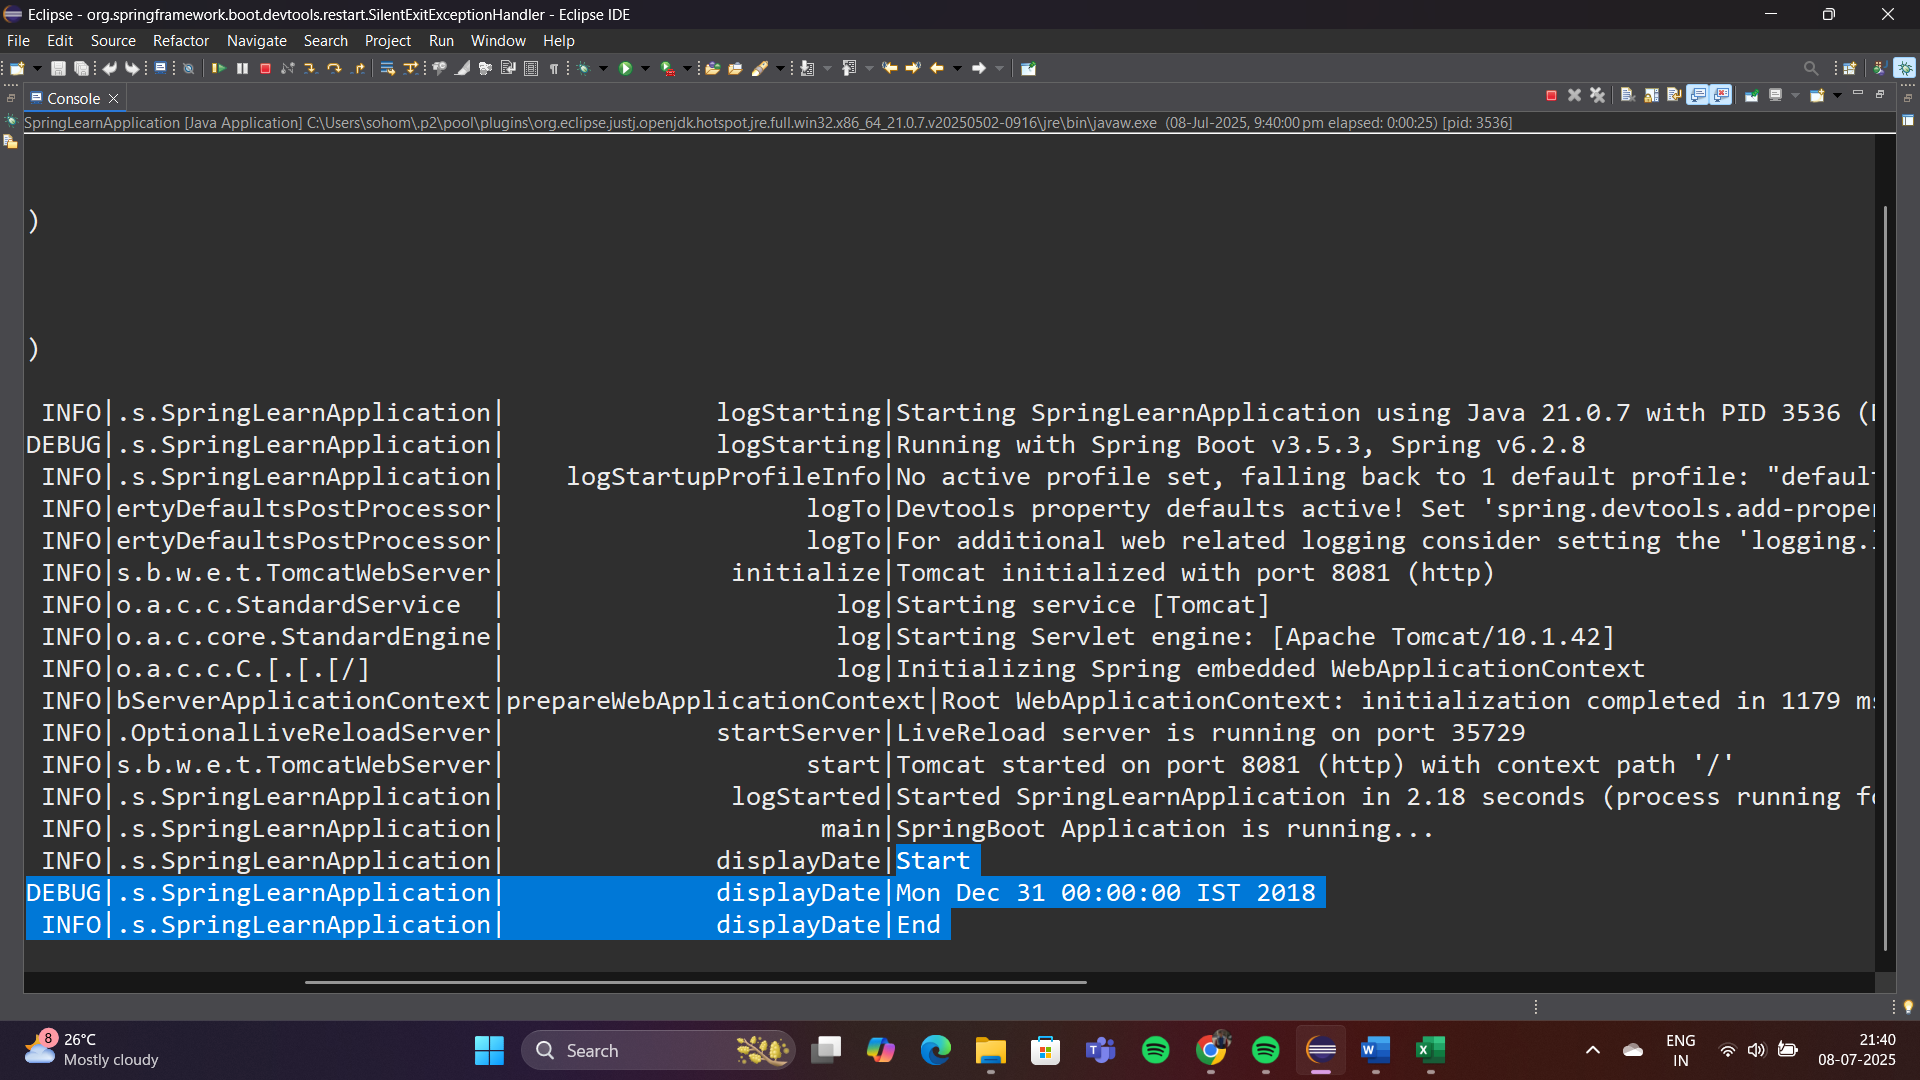 Eclipse - org.springframework.boot.devtools.restart.SilentExitExceptionHandler - Eclipse IDE
File Edit Source Refactor Navigate Search Project Run Window Help
Console
SpringLearnApplication [Java Application] C:\Users\sohom\.p2\pool\plugins\org.eclipse.justj.openjdk.hotspot.jre.full.win32.x86_64_21.0.7.v20250502-0916\jre\bin\javaw.exe (08-Jul-2025, 9:40:00 pm elapsed: 0:00:25) [pid: 3536]
)
)
INFO|.s.SpringLearnApplication| logStarting|Starting SpringLearnApplication using Java 21.0.7 with PID 3536 (
DEBUG|.s.SpringLearnApplication| logStarting|Running with Spring Boot v3.5.3, Spring v6.2.8
INFO|.s.SpringLearnApplication| logStartupProfileInfo|No active profile set, falling back to 1 default profile: "default
INFO|ertyDefaultsPostProcessor| logTo|Devtools property defaults active! Set 'spring.devtools.add-proper
INFO|ertyDefaultsPostProcessor| logTo|For additional web related logging consider setting the 'logging.l
INFO|s.b.w.e.t.TomcatWebServer| initialize|Tomcat initialized with port 8081 (http)
INFO|o.a.c.c.StandardService | log|Starting service [Tomcat]
INFO|o.a.c.core.StandardEngine| log|Starting Servlet engine: [Apache Tomcat/10.1.42]
INFO|o.a.c.c.C.[.[.[/] | log|Initializing Spring embedded WebApplicationContext
INFO|bServerApplicationContext|prepareWebApplicationContext|Root WebApplicationContext: initialization completed in 1179 ms
INFO|.OptionalLiveReloadServer| startServer|LiveReload server is running on port 35729
INFO|s.b.w.e.t.TomcatWebServer| start|Tomcat started on port 8081 (http) with context path '/'
INFO|.s.SpringLearnApplication| logStarted|Started SpringLearnApplication in 2.18 seconds (process running fo
INFO|.s.SpringLearnApplication| main|SpringBoot Application is running...
INFO|.s.SpringLearnApplication| displayDate|Start
DEBUG|.s.SpringLearnApplication| displayDate|Mon Dec 31 00:00:00 IST 2018
INFO|.s.SpringLearnApplication| displayDate|End
8
26°C
Mostly cloudy
Search
ENG
IN
21:40
08-07-2025